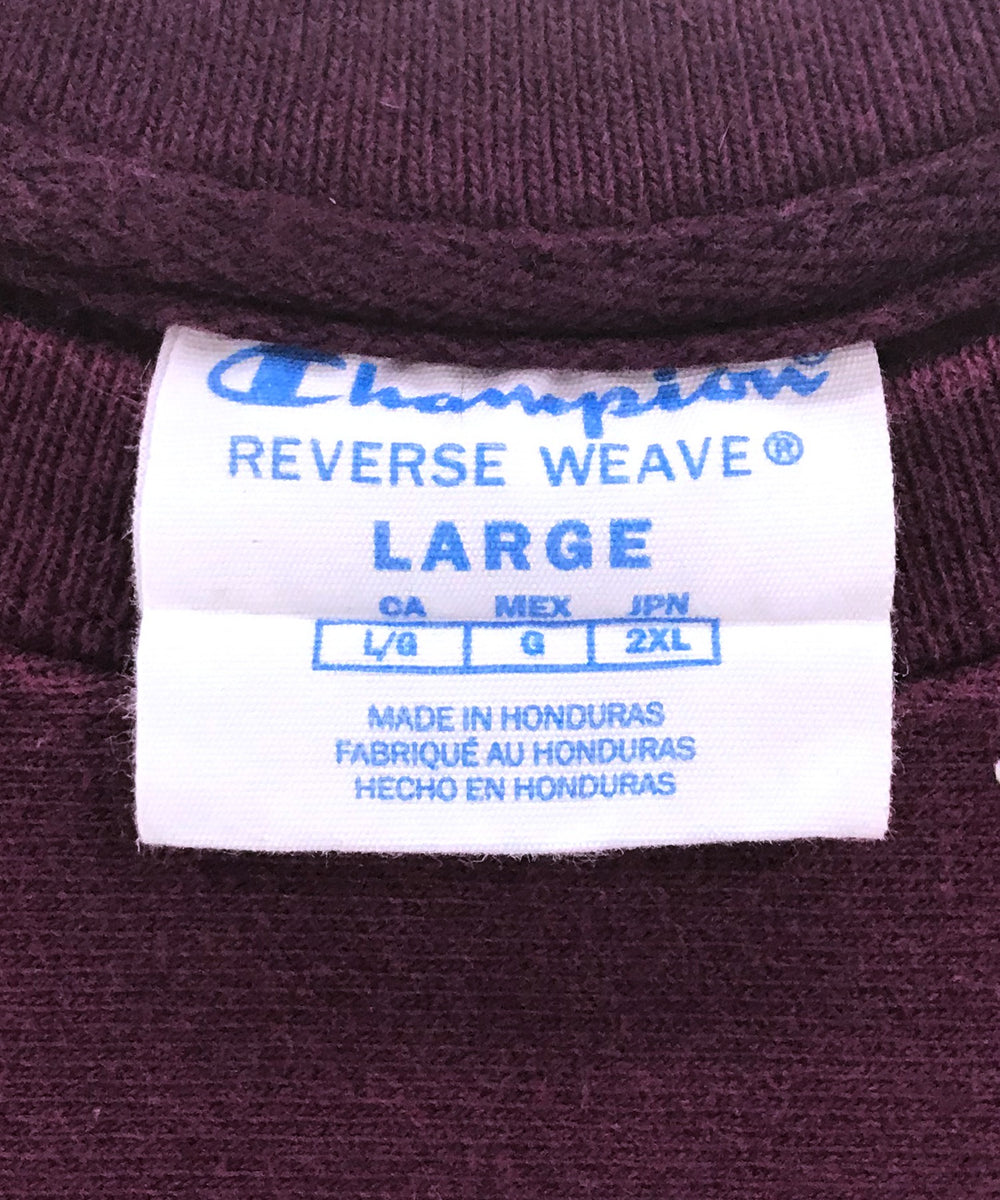 Champion®
REVERSE WEAVE®
LARGE
CA MEX JPN
L/G G 2XL
MADE IN HONDURAS
FABRIQUÉ AU HONDURAS
HECHO EN HONDURAS